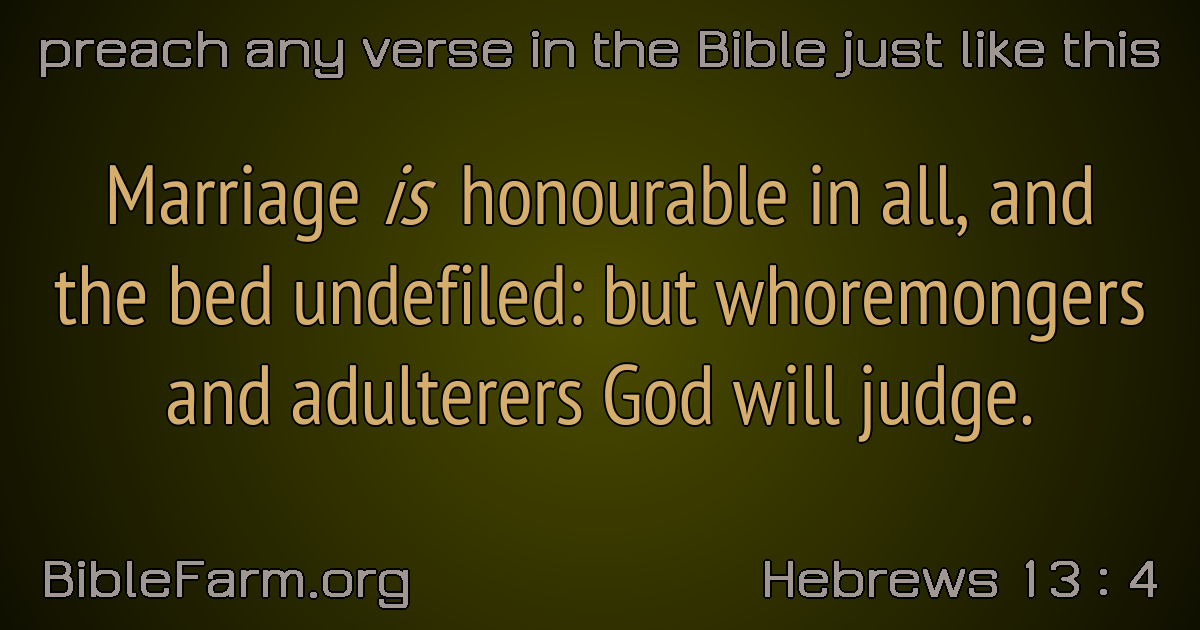 preach any verse in the Bible just like this
Marriage is honourable in all, and
the bed undefiled: but whoremongers
and adulterers God will judge.
BibleFarm.org
Hebrews 13 : 4